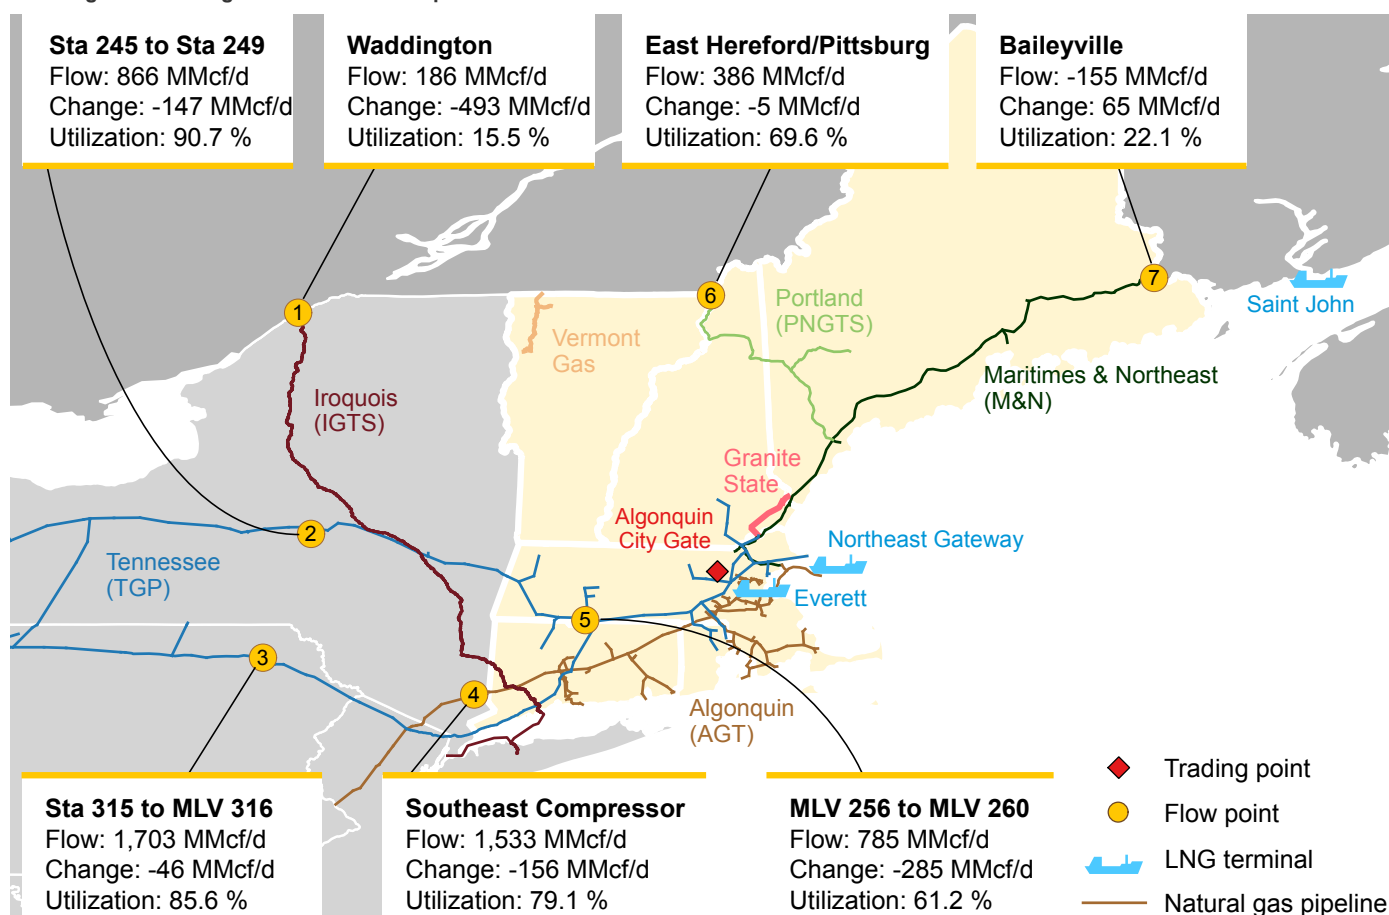 Sta 245 to Sta 249
Flow: 866 MMcf/d
Change: -147 MMcf/d
Utilization: 90.7 %
Waddington
Flow: 186 MMcf/d
Change: -493 MMcf/d
Utilization: 15.5 %
East Hereford/Pittsburg
Flow: 386 MMcf/d
Change: -5 MMcf/d
Utilization: 69.6 %
Baileyville
Flow: -155 MMcf/d
Change: 65 MMcf/d
Utilization: 22.1 %
1
6
7
Saint John
Portland
(PNGTS)
Vermont
Gas
Maritimes & Northeast
(M&N)
Iroquois
(IGTS)
Granite
State
Algonquin
City Gate
2
Northeast Gateway
Tennessee
(TGP)
Everett
5
3
4
Algonquin
(AGT)
Sta 315 to MLV 316
Flow: 1,703 MMcf/d
Change: -46 MMcf/d
Utilization: 85.6 %
Southeast Compressor
Flow: 1,533 MMcf/d
Change: -156 MMcf/d
Utilization: 79.1 %
MLV 256 to MLV 260
Flow: 785 MMcf/d
Change: -285 MMcf/d
Utilization: 61.2 %
Trading point
Flow point
LNG terminal
Natural gas pipeline